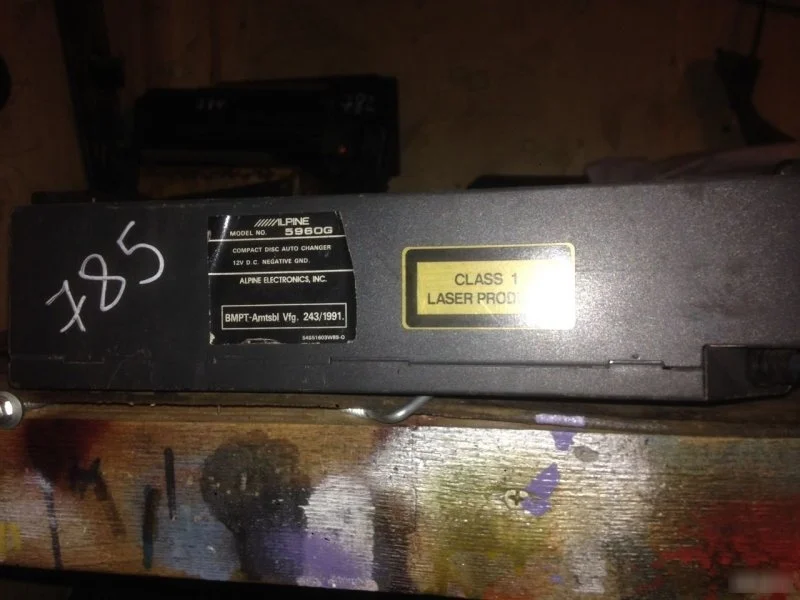 785
ALPINE
MODEL NO. 5960G
COMPACT DISC AUTO CHANGER
12V D.C. NEGATIVE GND.
ALPINE ELECTRONICS, INC.
BMPT-Amtsbl Vfg. 243/1991.
CLASS 1
LASER